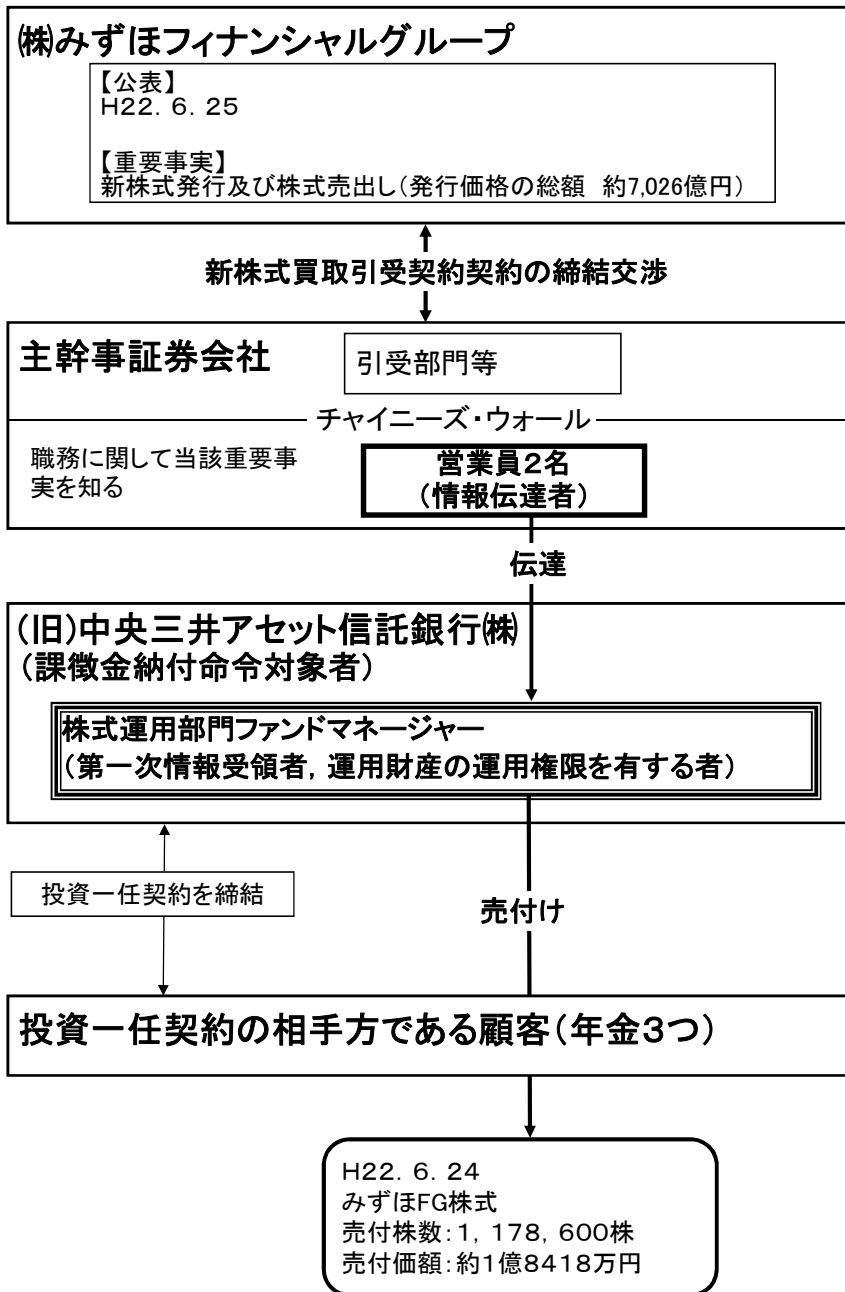 ㈱みずほフィナンシャルグループ
【公表】
H22．6．25
【重要事実】
新株式発行及び株式売出し（発行価格の総額　約7,026億円）
新株式買取引受契約契約の締結交渉
主幹事証券会社
引受部門等
チャイニーズ・ウォール
職務に関して当該重要事
実を知る
営業員２名
（情報伝達者）
伝達
（旧）中央三井アセット信託銀行㈱
（課徴金納付命令対象者）
株式運用部門ファンドマネージャー
（第一次情報受領者，運用財産の運用権限を有する者）
投資一任契約を締結
売付け
投資一任契約の相手方である顧客（年金３つ）
H22．6．24
みずほFG株式
売付株数：１，１７８，６００株
売付価額：約１億８４１８万円